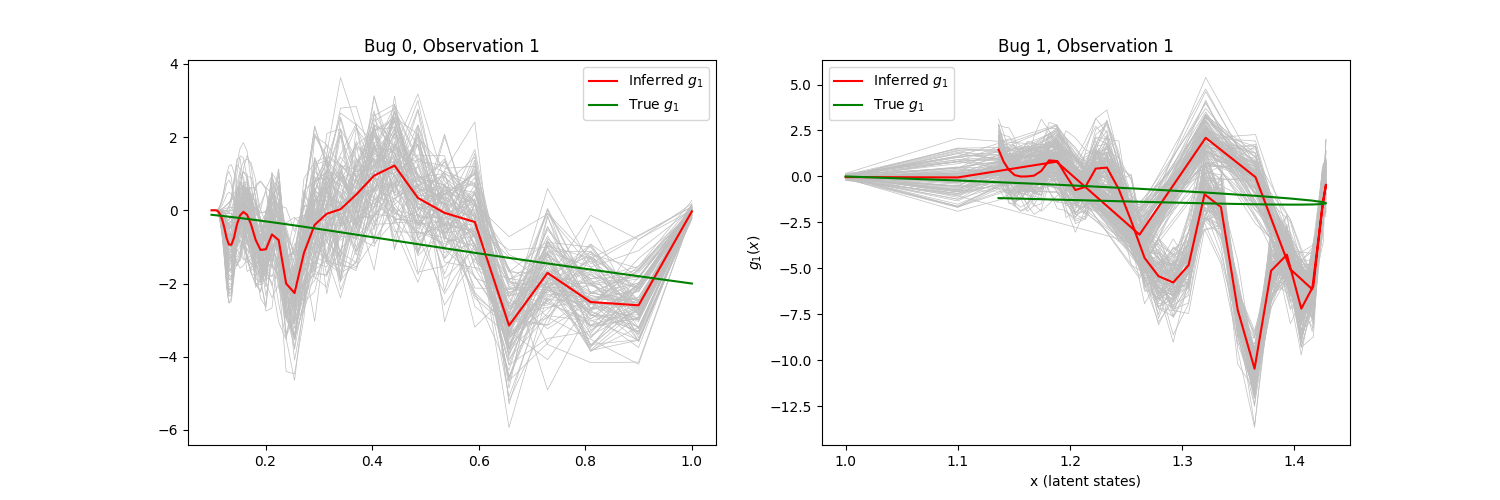 Bug 0, Observation 1
Inferred g₁
True g₁
4
2
0
−2
−4
−6
0.2 0.4 0.6 0.8 1.0
Bug 1, Observation 1
Inferred g₁
True g₁
g₁(x)
5.0
2.5
0.0
−2.5
−5.0
−7.5
−10.0
−12.5
1.0 1.1 1.2 1.3 1.4
x (latent states)